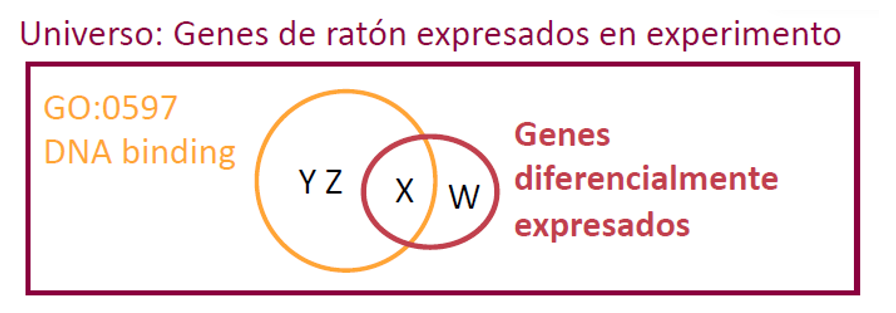 Universo: Genes de ratón expresados en experimento
GO:0597
DNA binding
Genes
diferencialmente
expresados
Y Z
X
W